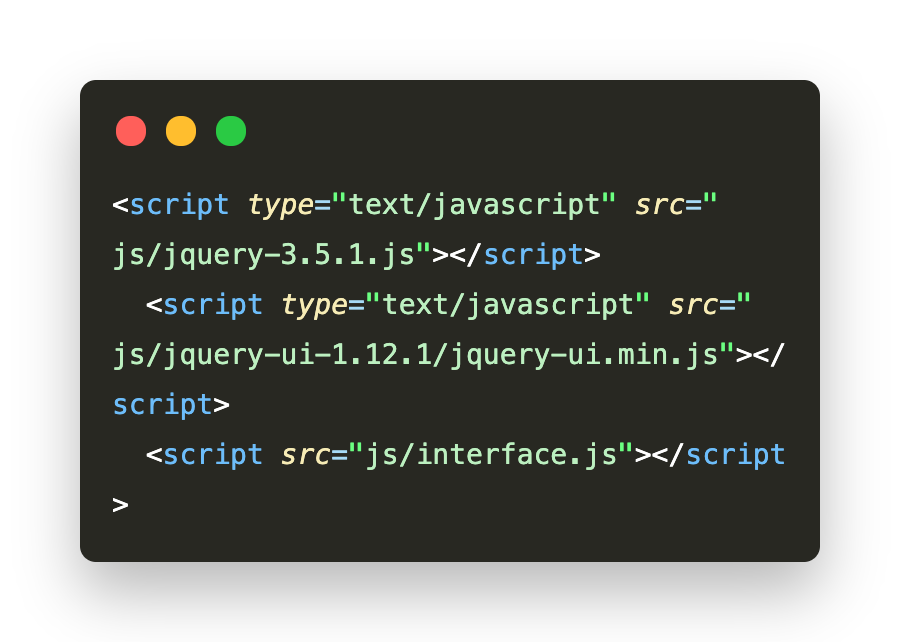 <script type="text/javascript" src="
js/jquery-3.5.1.js"></script>
  <script type="text/javascript" src="
js/jquery-ui-1.12.1/jquery-ui.min.js"></
script>
  <script src="js/interface.js"></script
>